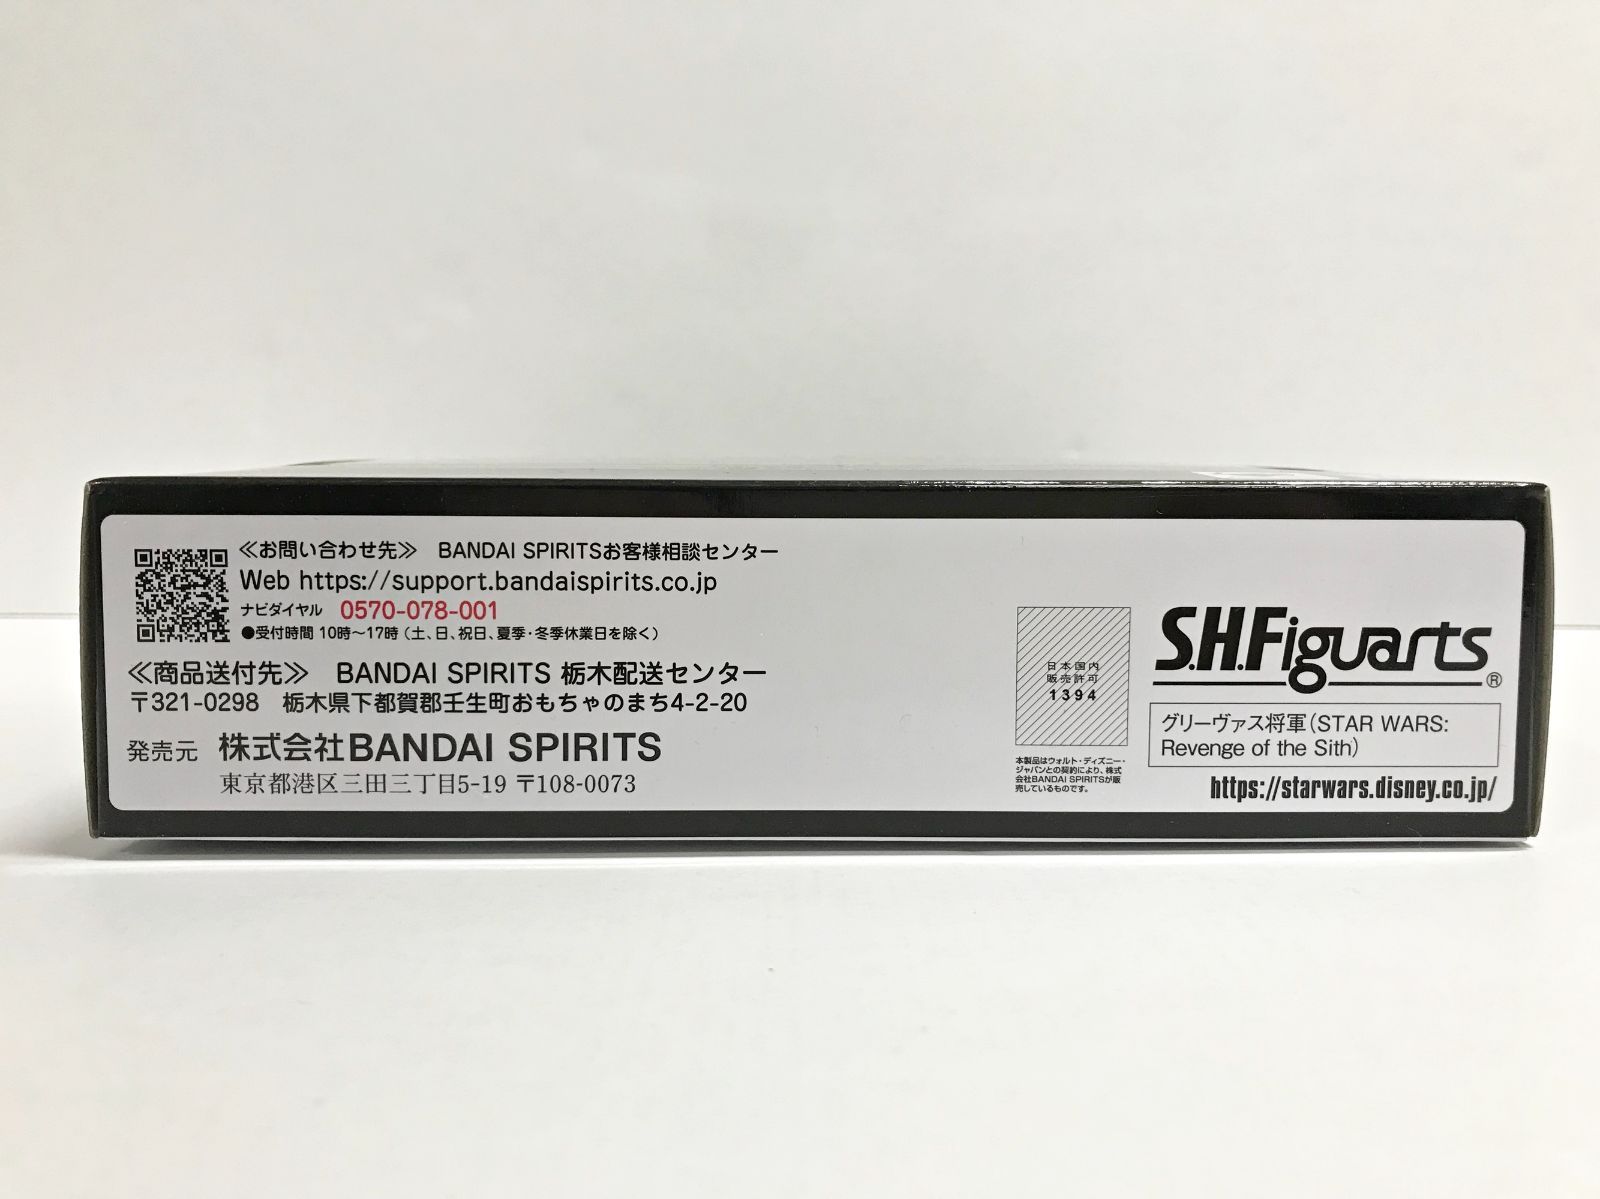 ≪お問い合わせ先≫　BANDAI SPIRITSお客様相談センター
Web https://support.bandaispirits.co.jp
ナビダイヤル 0570-078-001
●受付時間 10時～17時（土、日、祝日、夏季・冬季休業日を除く）
≪商品送付先≫　BANDAI SPIRITS 栃木配送センター
〒321-0298　栃木県下都賀郡壬生町おもちゃのまち4-2-20
発売元　株式会社BANDAI SPIRITS
東京都港区三田三丁目5-19 〒108-0073
日本国内
販売許可
1394
本製品はウォルト・ディズニー・
ジャパンとの契約により、株式
会社BANDAI SPIRITSが販
売しているものです。
S.H.Figuarts®
グリーヴァス将軍（STAR WARS:
Revenge of the Sith）
https://starwars.disney.co.jp/